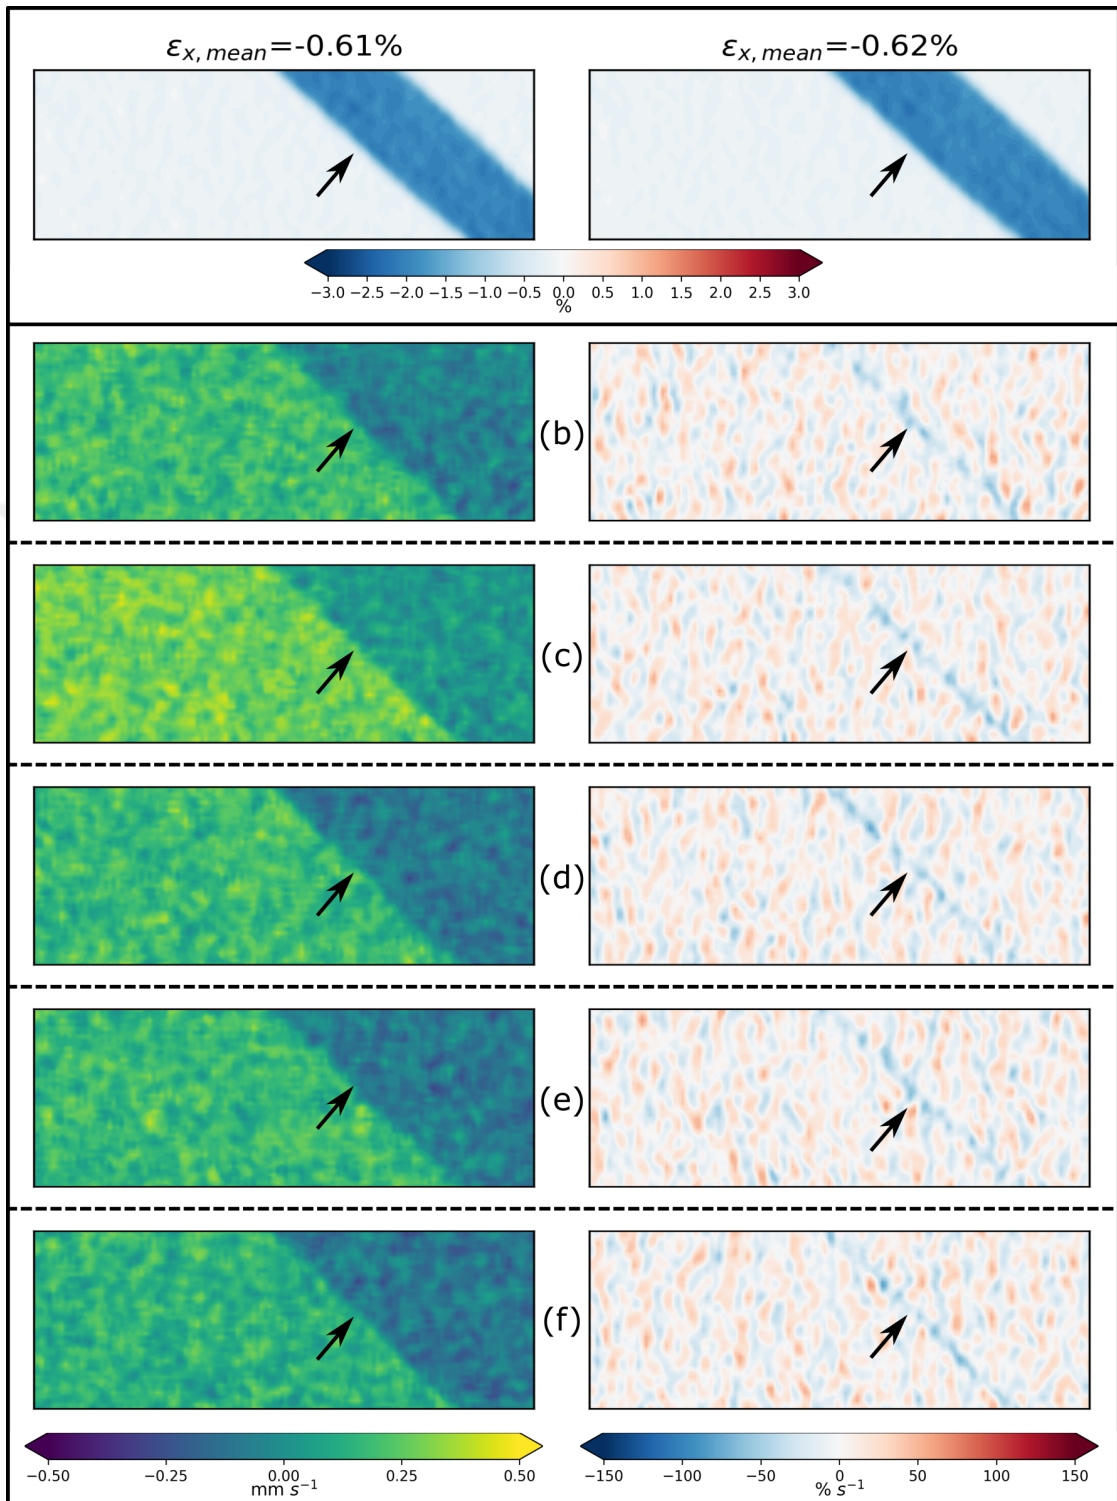 εx, mean=-0.61% εx, mean=-0.62%
−3.0 −2.5 −2.0 −1.5 −1.0 −0.5 0.0 0.5 1.0 1.5 2.0 2.5 3.0
%
(b)
(c)
(d)
(e)
(f)
−0.50 −0.25 0.00 0.25 0.50 −150 −100 −50 0 50 100 150
mm s⁻¹ % s⁻¹